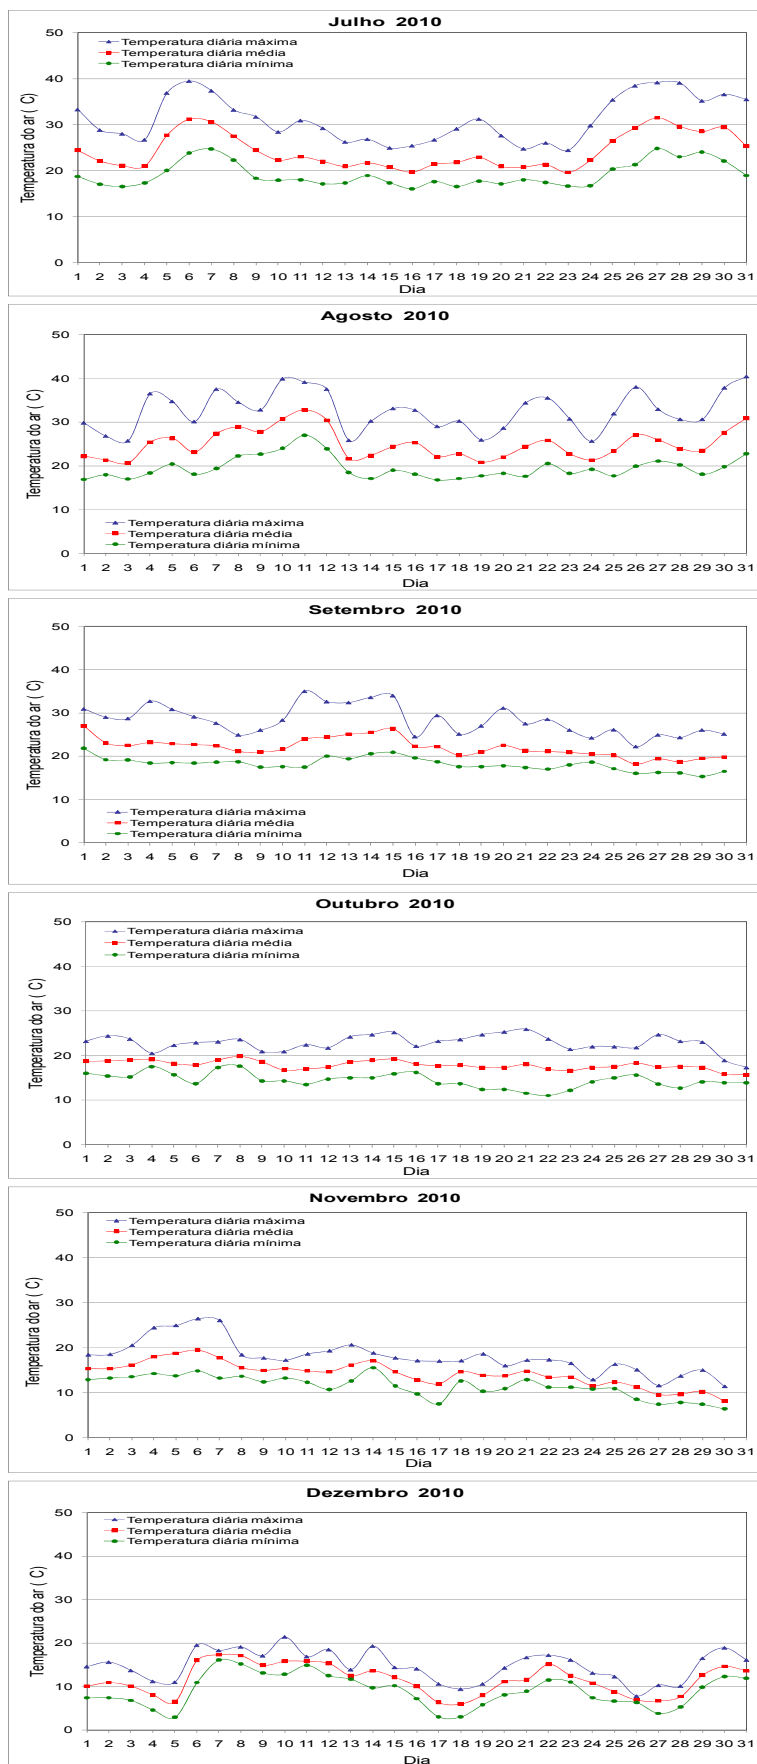 Julho 2010
50
Temperatura diária máxima
Temperatura diária média
40
Temperatura diária mínima
30
20
10
0
Temperatura do ar ( C)
1 2 3 4 5 6 7 8 9 10 11 12 13 14 15 16 17 18 19 20 21 22 23 24 25 26 27 28 29 30 31
Dia
Agosto 2010
50
40
30
20
10
0
Temperatura do ar ( C)
Temperatura diária máxima
Temperatura diária média
Temperatura diária mínima
1 2 3 4 5 6 7 8 9 10 11 12 13 14 15 16 17 18 19 20 21 22 23 24 25 26 27 28 29 30 31
Dia
Setembro 2010
50
40
30
20
10
0
Temperatura do ar ( C)
Temperatura diária máxima
Temperatura diária média
Temperatura diária mínima
1 2 3 4 5 6 7 8 9 10 11 12 13 14 15 16 17 18 19 20 21 22 23 24 25 26 27 28 29 30 31
Dia
Outubro 2010
50
Temperatura diária máxima
Temperatura diária média
Temperatura diária mínima
40
30
20
10
0
Temperatura do ar ( C)
1 2 3 4 5 6 7 8 9 10 11 12 13 14 15 16 17 18 19 20 21 22 23 24 25 26 27 28 29 30 31
Dia
Novembro 2010
50
Temperatura diária máxima
Temperatura diária média
Temperatura diária mínima
40
30
20
10
0
Temperatura do ar ( C)
1 2 3 4 5 6 7 8 9 10 11 12 13 14 15 16 17 18 19 20 21 22 23 24 25 26 27 28 29 30 31
Dia
Dezembro 2010
50
Temperatura diária máxima
Temperatura diária média
Temperatura diária mínima
40
30
20
10
0
Temperatura do ar ( C)
1 2 3 4 5 6 7 8 9 10 11 12 13 14 15 16 17 18 19 20 21 22 23 24 25 26 27 28 29 30 31
Dia